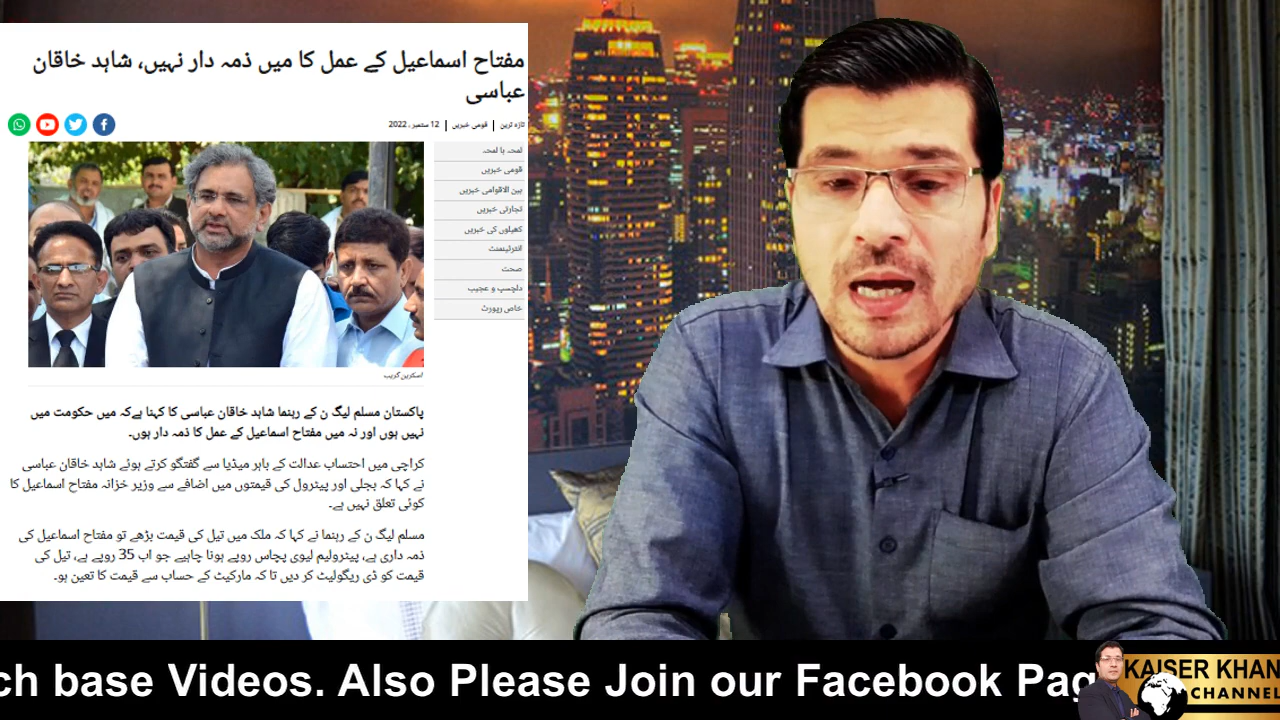 مفتاح اسماعیل کے عمل کا میں ذمہ دار نہیں، شاہد خاقان
عباسی
تازہ ترین | قومی خبریں | 12 ستمبر ، 2022
لمحہ با لمحہ
قومی خبریں
بین الاقوامی خبریں
تجارتی خبریں
کھیلوں کی خبریں
انٹرٹینمنٹ
صحت
دلچسپ و عجیب
خاص رپورٹ
اسکرین گریب
پاکستان مسلم لیگ ن کے رہنما شاہد خاقان عباسی کا کہنا ہےکہ میں حکومت میں
نہیں ہوں اور نہ میں مفتاح اسماعیل کے عمل کا ذمہ دار ہوں۔
کراچی میں احتساب عدالت کے باہر میڈیا سے گفتگو کرتے ہوئے شاہد خاقان عباسی
نے کہا کہ بجلی اور پیٹرول کی قیمتوں میں اضافے سے وزیر خزانہ مفتاح اسماعیل کا
کوئی تعلق نہیں ہے۔
مسلم لیگ ن کے رہنما نے کہا کہ ملک میں تیل کی قیمت بڑھے تو مفتاح اسماعیل کی
ذمہ داری ہے، پیٹرولیم لیوی پچاس روپے ہونا چاہیے جو اب 35 روپے ہے، تیل کی
قیمت کو ڈی ریگولیٹ کر دیں تا کہ مارکیٹ کے حساب سے قیمت کا تعین ہو۔
ch base Videos. Also Please Join our Facebook Pag
KAISER KHAN
CHANNEL